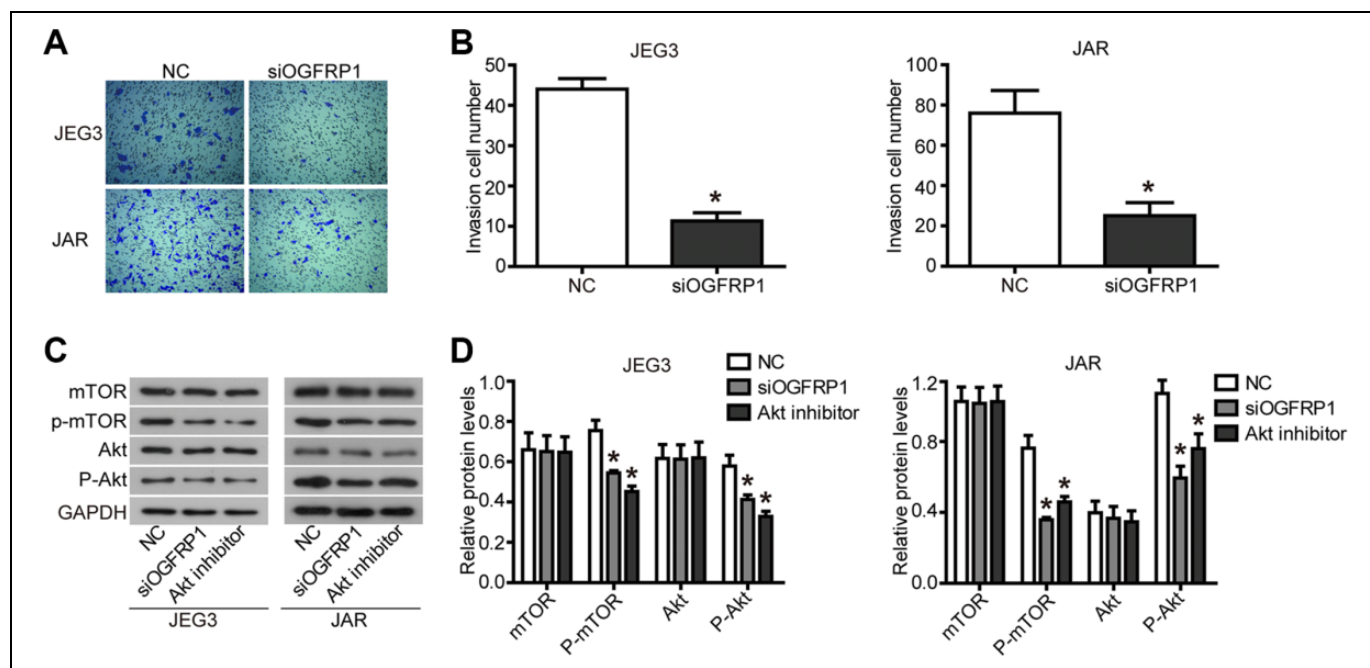 A
NC siOGFRP1
JEG3
JAR
B
JEG3
Invasion cell number
50
40
30
20
10
0
*
NC siOGFRP1
JAR
Invasion cell number
100
80
60
40
20
0
*
NC siOGFRP1
C
mTOR
p-mTOR
Akt
P-Akt
GAPDH
NC
siOGFRP1
Akt inhibitor
JEG3
NC
siOGFRP1
Akt inhibitor
JAR
D
JEG3
NC
siOGFRP1
Akt inhibitor
Relative protein levels
1.0
0.8
0.6
0.4
0.2
0.0
* *
* *
mTOR
P-mTOR
Akt
P-Akt
JAR
NC
siOGFRP1
Akt inhibitor
Relative protein levels
1.2
0.8
0.4
0.0
* *
* *
mTOR
P-mTOR
Akt
P-Akt